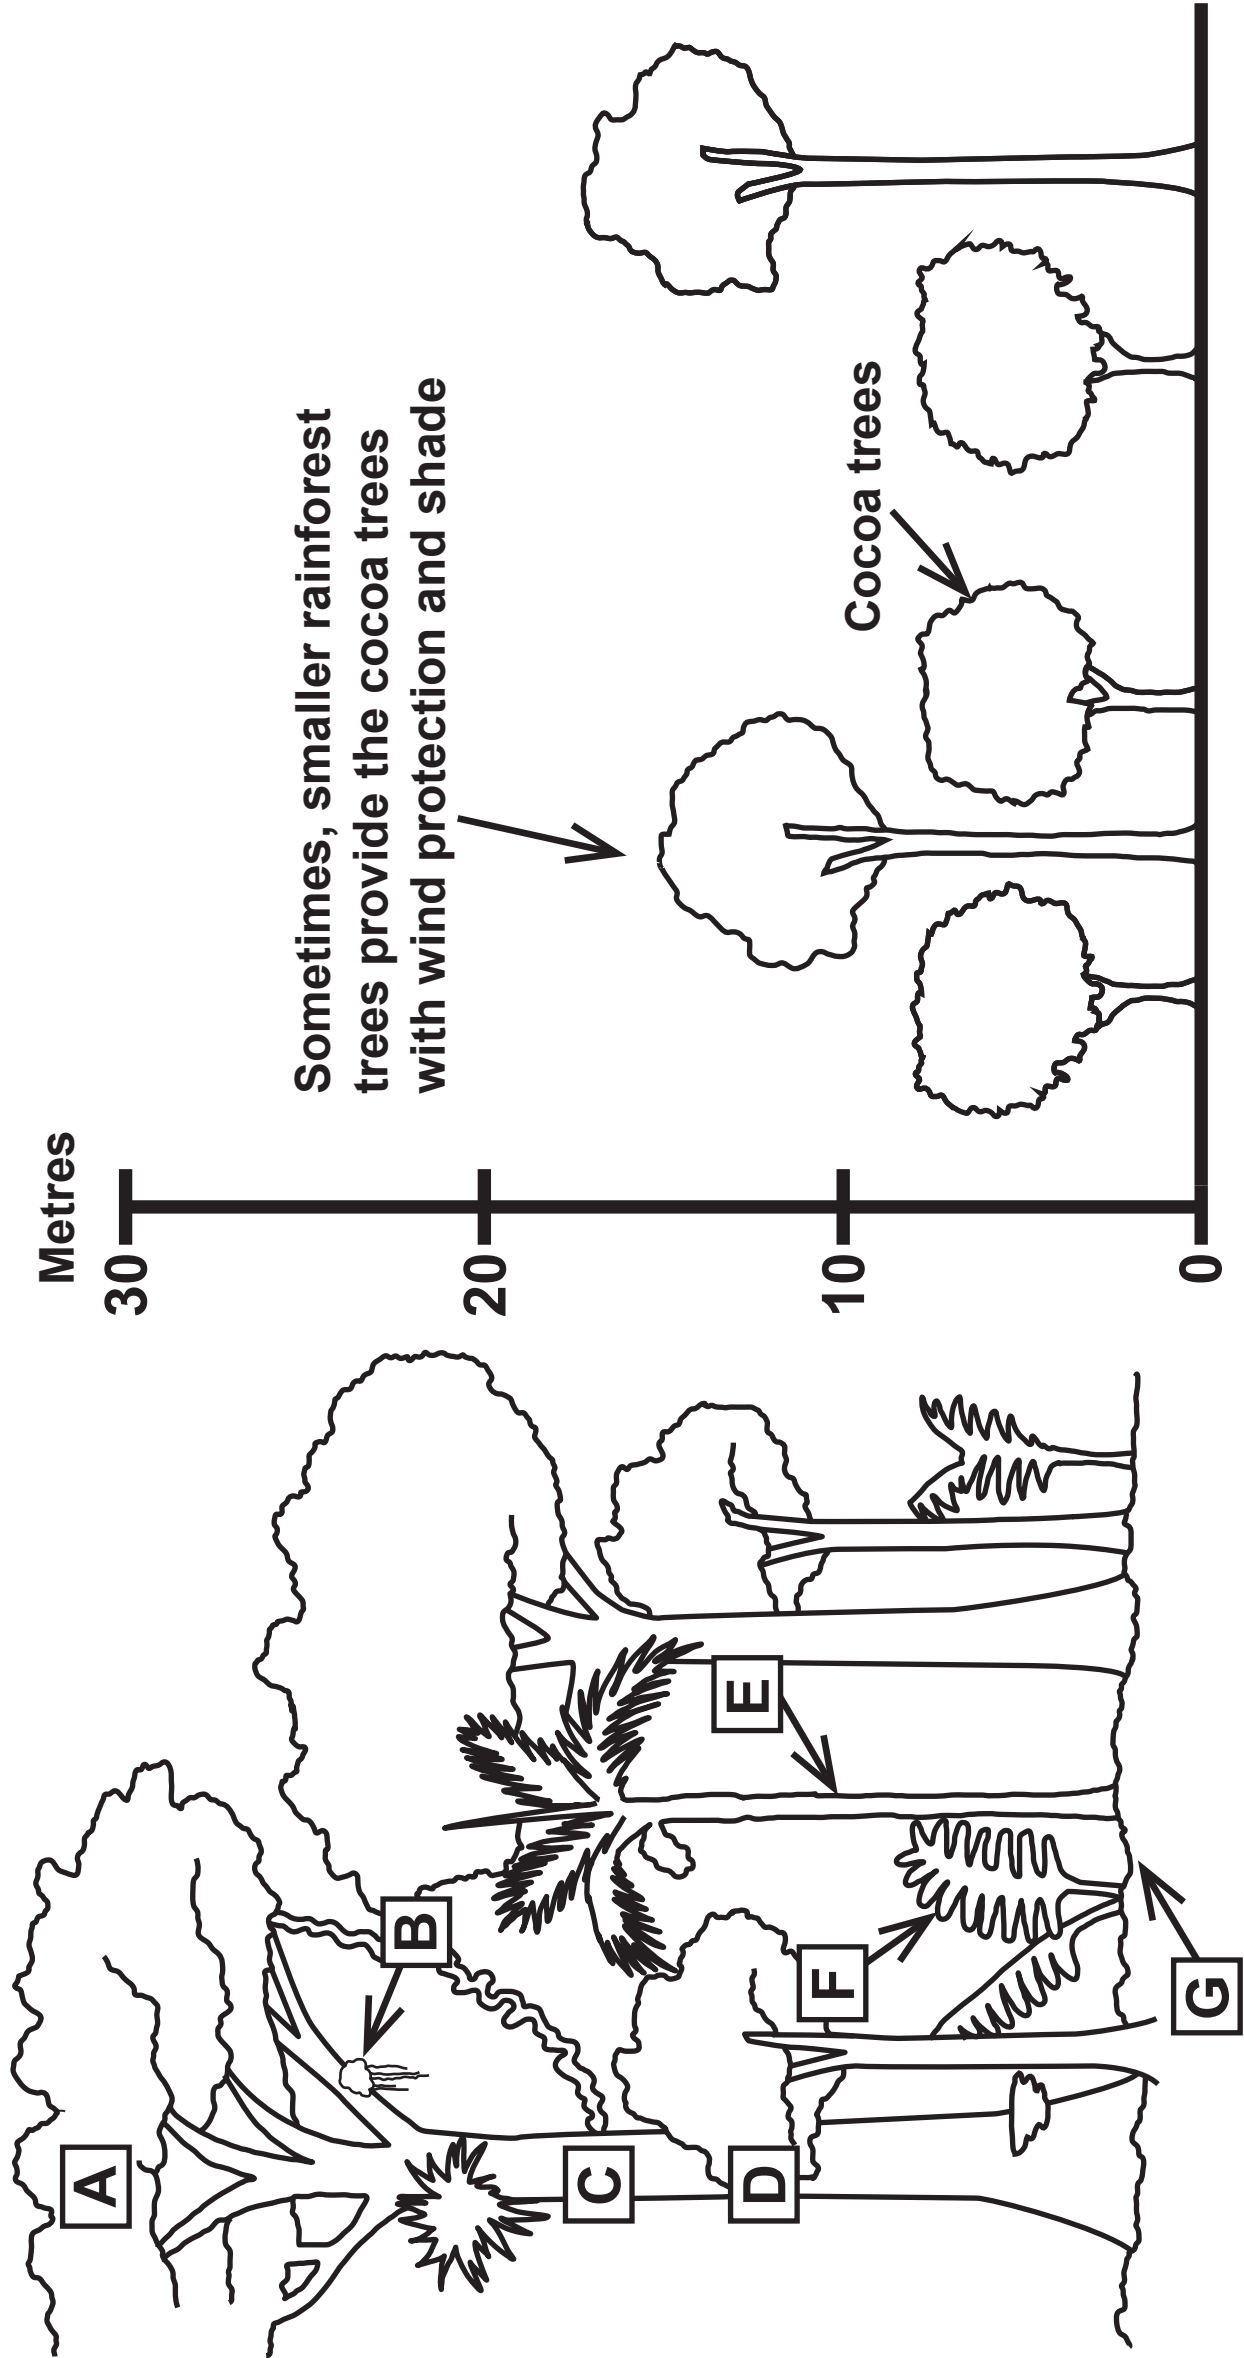 Metres
30
20
10
0
Sometimes, smaller rainforest
trees provide the cocoa trees
with wind protection and shade
Cocoa trees
A
B
C
D
E
F
G